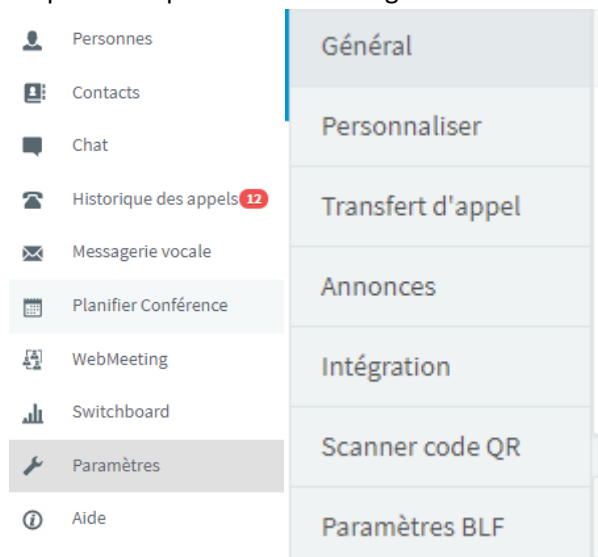 Personnes
Contacts
Chat
Historique des appels 12
Messagerie vocale
Planifier Conférence
WebMeeting
Switchboard
Paramètres
Aide
Général
Personnaliser
Transfert d'appel
Annonces
Intégration
Scanner code QR
Paramètres BLF